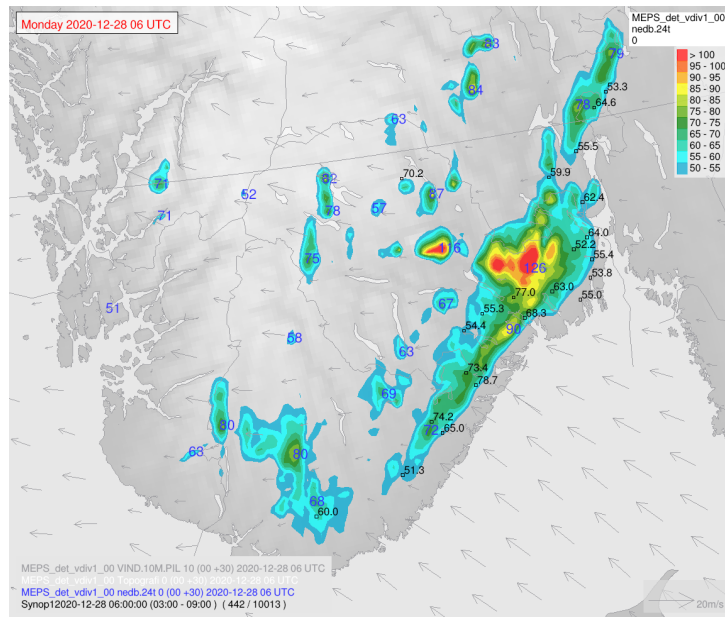 Monday 2020-12-28 06 UTC
MEPS_det_vdiv1_00
nedb.24t
0
> 100
95 - 100
90 - 95
85 - 90
80 - 85
75 - 80
70 - 75
65 - 70
60 - 65
55 - 60
50 - 55
83
79
84
53.3
78
64.6
63
55.5
70.2
59.9
71
82
52
67
62.4
78
57
71
64.0
52.2
116
75
55.4
126
53.8
63.0
77.0
55.0
51
67
55.3
68.3
54.4
90
58
63
73.4
78.7
69
74.2
80
72
65.0
63
80
51.3
68
60.0
MEPS_det_vdiv1_00 VIND.10M.PIL 10 (00 +30) 2020-12-28 06 UTC
MEPS_det_vdiv1_00 Topografi 0 (00 +30) 2020-12-28 06 UTC
MEPS_det_vdiv1_00 nedb.24t 0 (00 +30) 2020-12-28 06 UTC
Synop12020-12-28 06:00:00 (03:00 - 09:00 ) ( 442 / 10013 )
20m/s